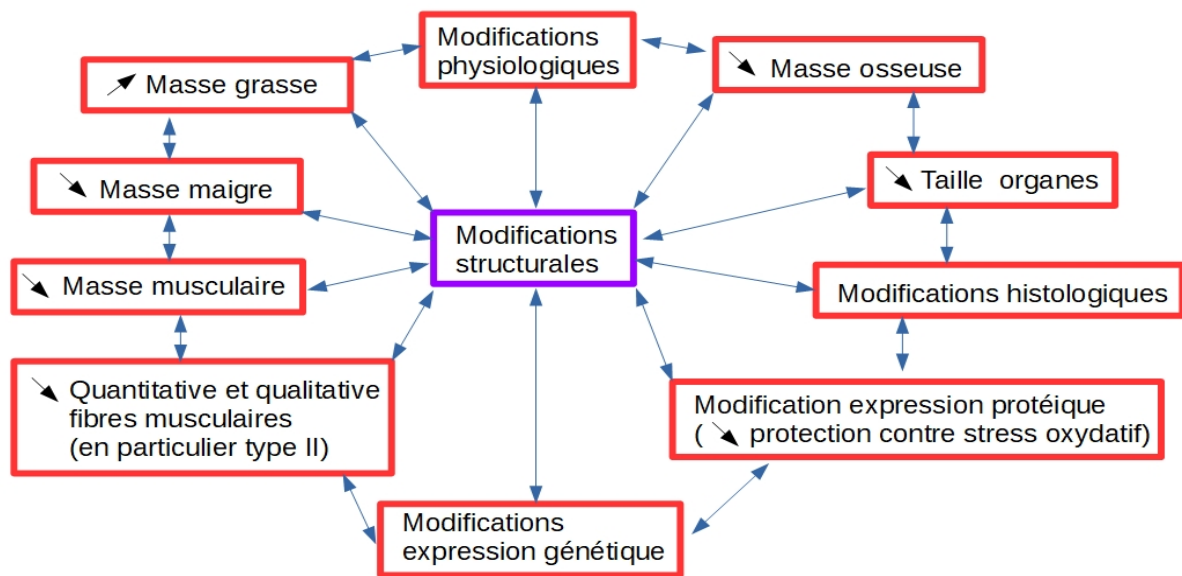 Modifications
physiologiques
Masse grasse
Masse osseuse
Masse maigre
Taille organes
Modifications
structurales
Masse musculaire
Modifications histologiques
Quantitative et qualitative
fibres musculaires
(en particulier type II)
Modification expression protéique
( protection contre stress oxydatif)
Modifications
expression génétique